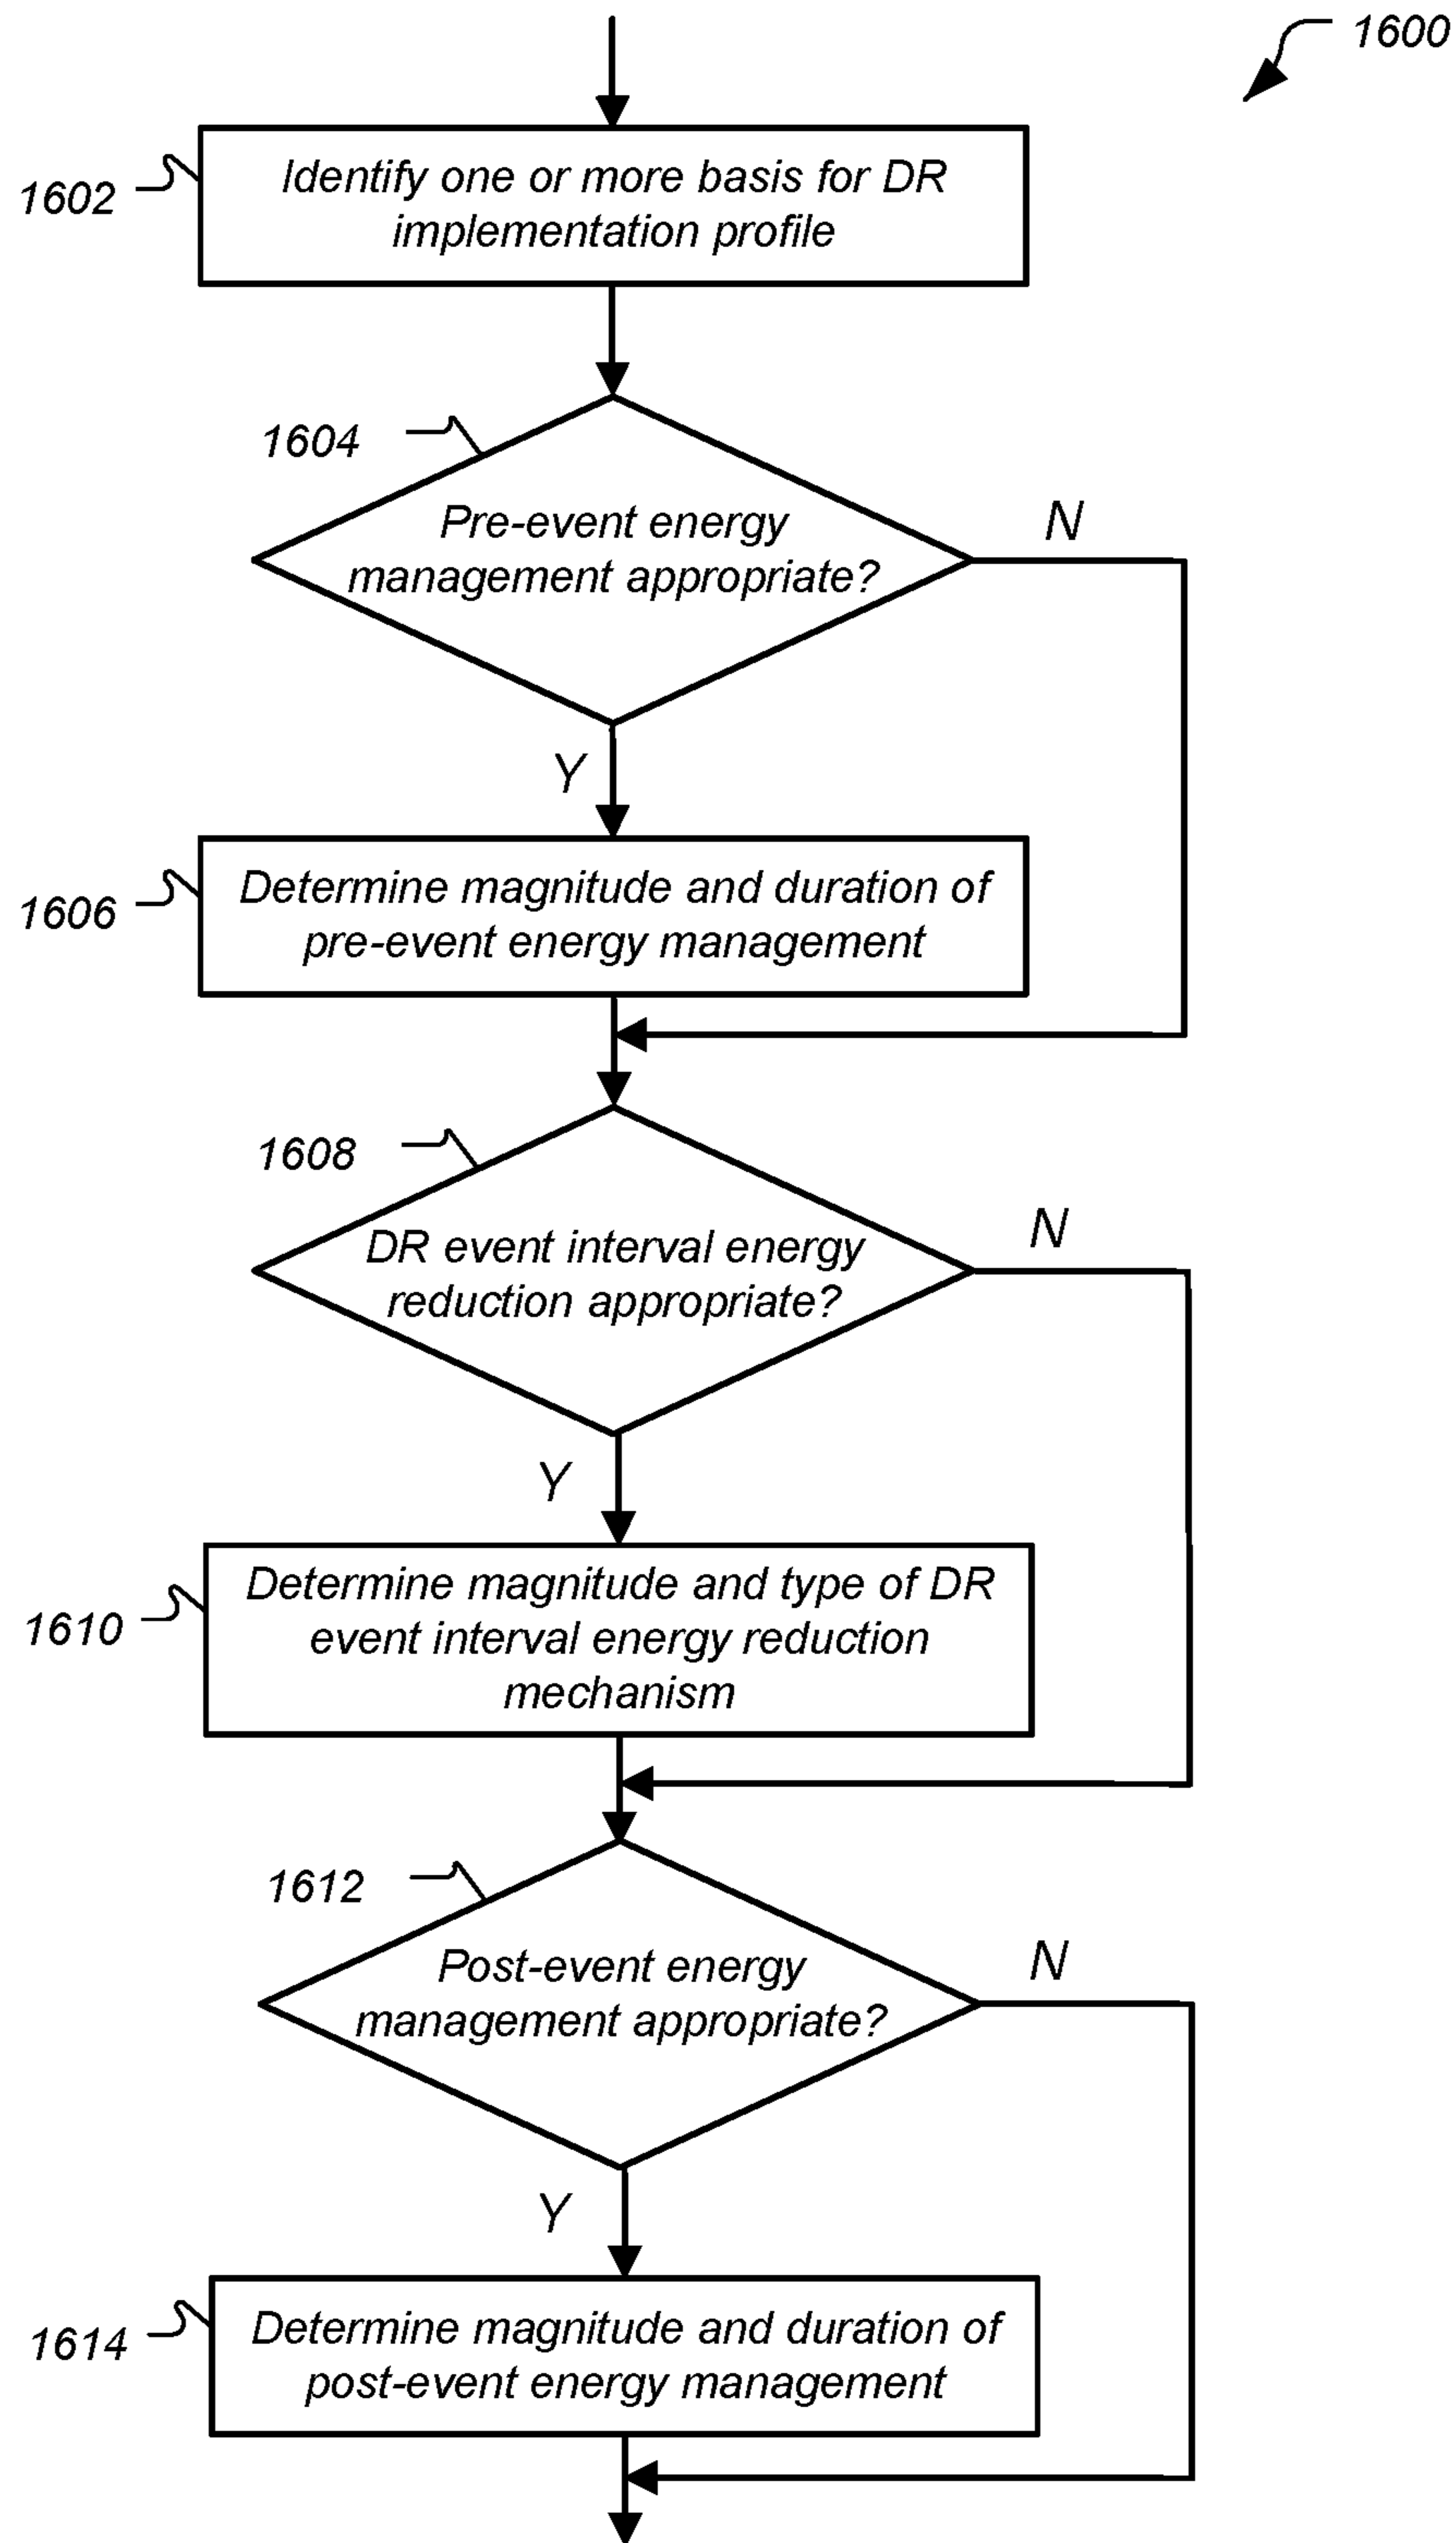 1600
1602
Identify one or more basis for DR
implementation profile
1604
Pre-event energy
management appropriate?
N
Y
1606
Determine magnitude and duration of
pre-event energy management
1608
DR event interval energy
reduction appropriate?
N
Y
1610
Determine magnitude and type of DR
event interval energy reduction
mechanism
1612
Post-event energy
management appropriate?
N
Y
1614
Determine magnitude and duration of
post-event energy management